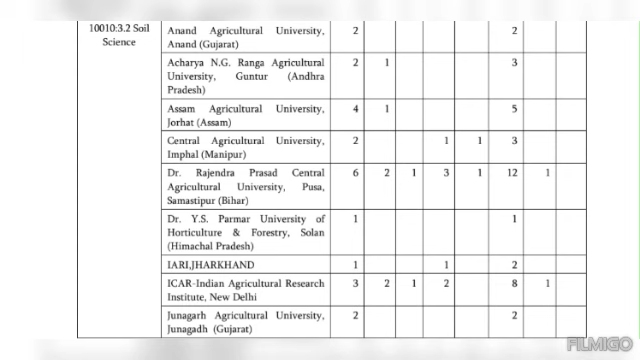 10010:3.2 Soil Science
Anand Agricultural University, 2 2
Anand (Gujarat)
Acharya N.G. Ranga Agricultural 2 1 3
University, Guntur (Andhra
Pradesh)
Assam Agricultural University, 4 1 5
Jorhat (Assam)
Central Agricultural University, 2 1 1 3
Imphal (Manipur)
Dr. Rajendra Prasad Central 6 2 1 3 1 12 1
Agricultural University, Pusa,
Samastipur (Bihar)
Dr. Y.S. Parmar University of 1 1
Horticulture & Forestry, Solan
(Himachal Pradesh)
IARI,JHARKHAND 1 1 2
ICAR-Indian Agricultural Research 3 2 1 2 8 1
Institute, New Delhi
Junagarh Agricultural University, 2 2
Junagadh (Gujarat)
FILMIGO